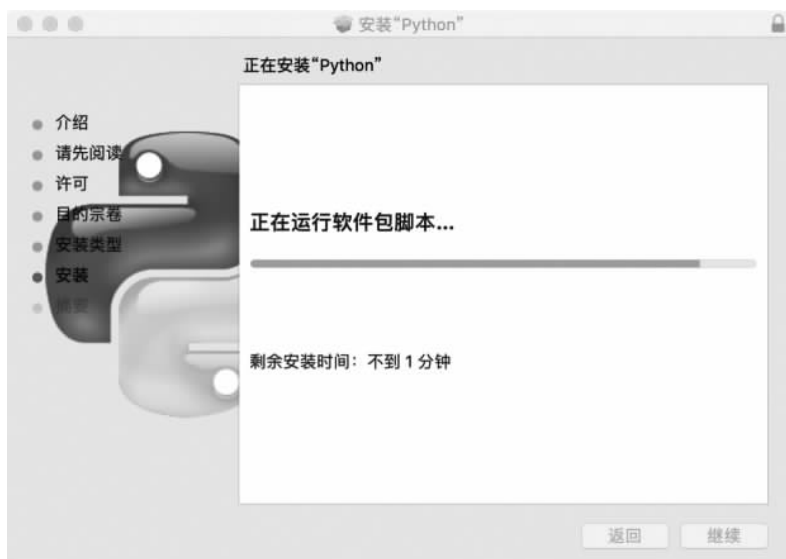 安装“Python”
正在安装“Python”
介绍
请先阅读
许可
目的宗卷
安装类型
安装
摘要
正在运行软件包脚本...
剩余安装时间：不到 1 分钟
返回
继续